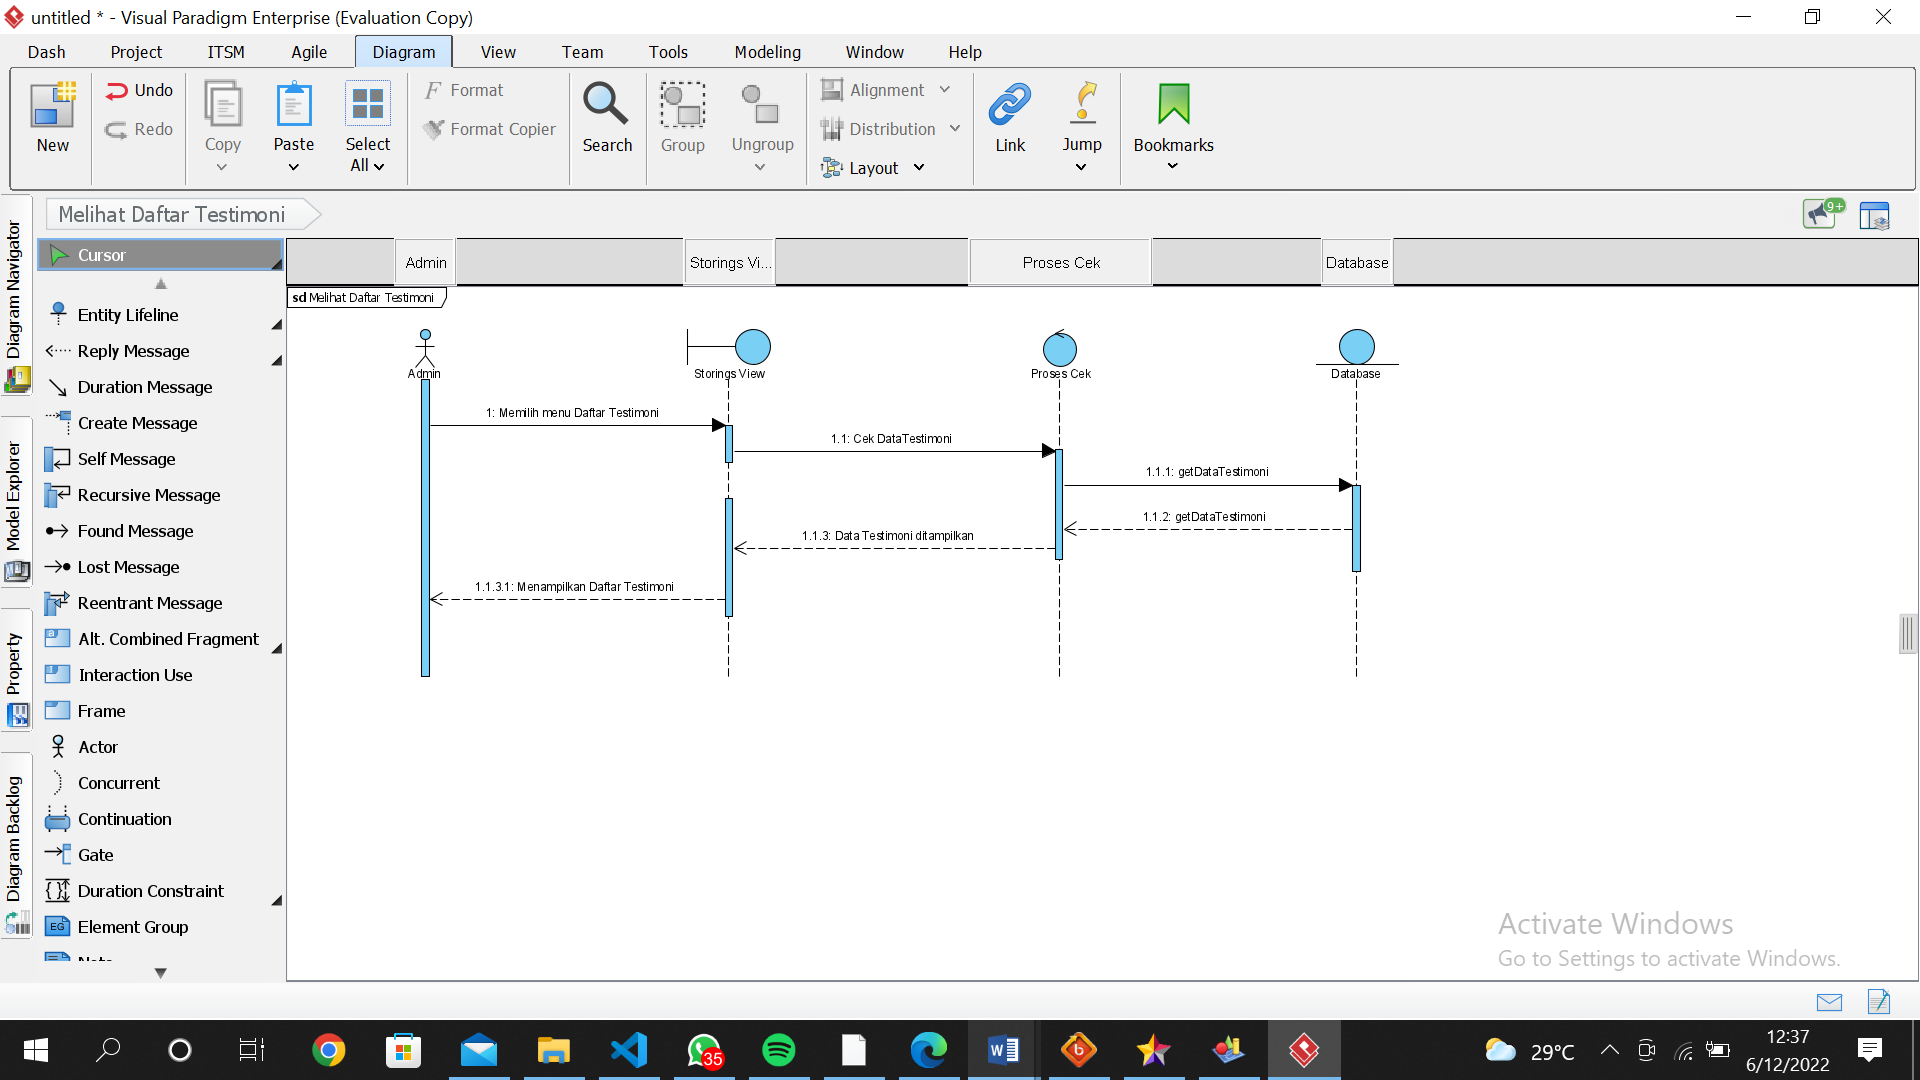 untitled * - Visual Paradigm Enterprise (Evaluation Copy)
Dash Project ITSM Agile Diagram View Team Tools Modeling Window Help
New
Undo
Redo
Copy
Paste
Select
All
Format
Format Copier
Search
Group
Ungroup
Alignment
Distribution
Layout
Link
Jump
Bookmarks
Melihat Daftar Testimoni
9+
Diagram Navigator
Model Explorer
Property
Diagram Backlog
Cursor
Entity Lifeline
Reply Message
Duration Message
Create Message
Self Message
Recursive Message
Found Message
Lost Message
Reentrant Message
Alt. Combined Fragment
Interaction Use
Frame
Actor
Concurrent
Continuation
Gate
Duration Constraint
EG Element Group
Admin Storings Vi... Proses Cek Database
sd Melihat Daftar Testimoni
Admin Storings View Proses Cek Database
1: Memilih menu Daftar Testimoni
1.1: Cek DataTestimoni
1.1.1: getDataTestimoni
1.1.2: getDataTestimoni
1.1.3: Data Testimoni ditampilkan
1.1.3.1: Menampilkan Daftar Testimoni
Activate Windows
Go to Settings to activate Windows.
35
29°C
12:37
6/12/2022